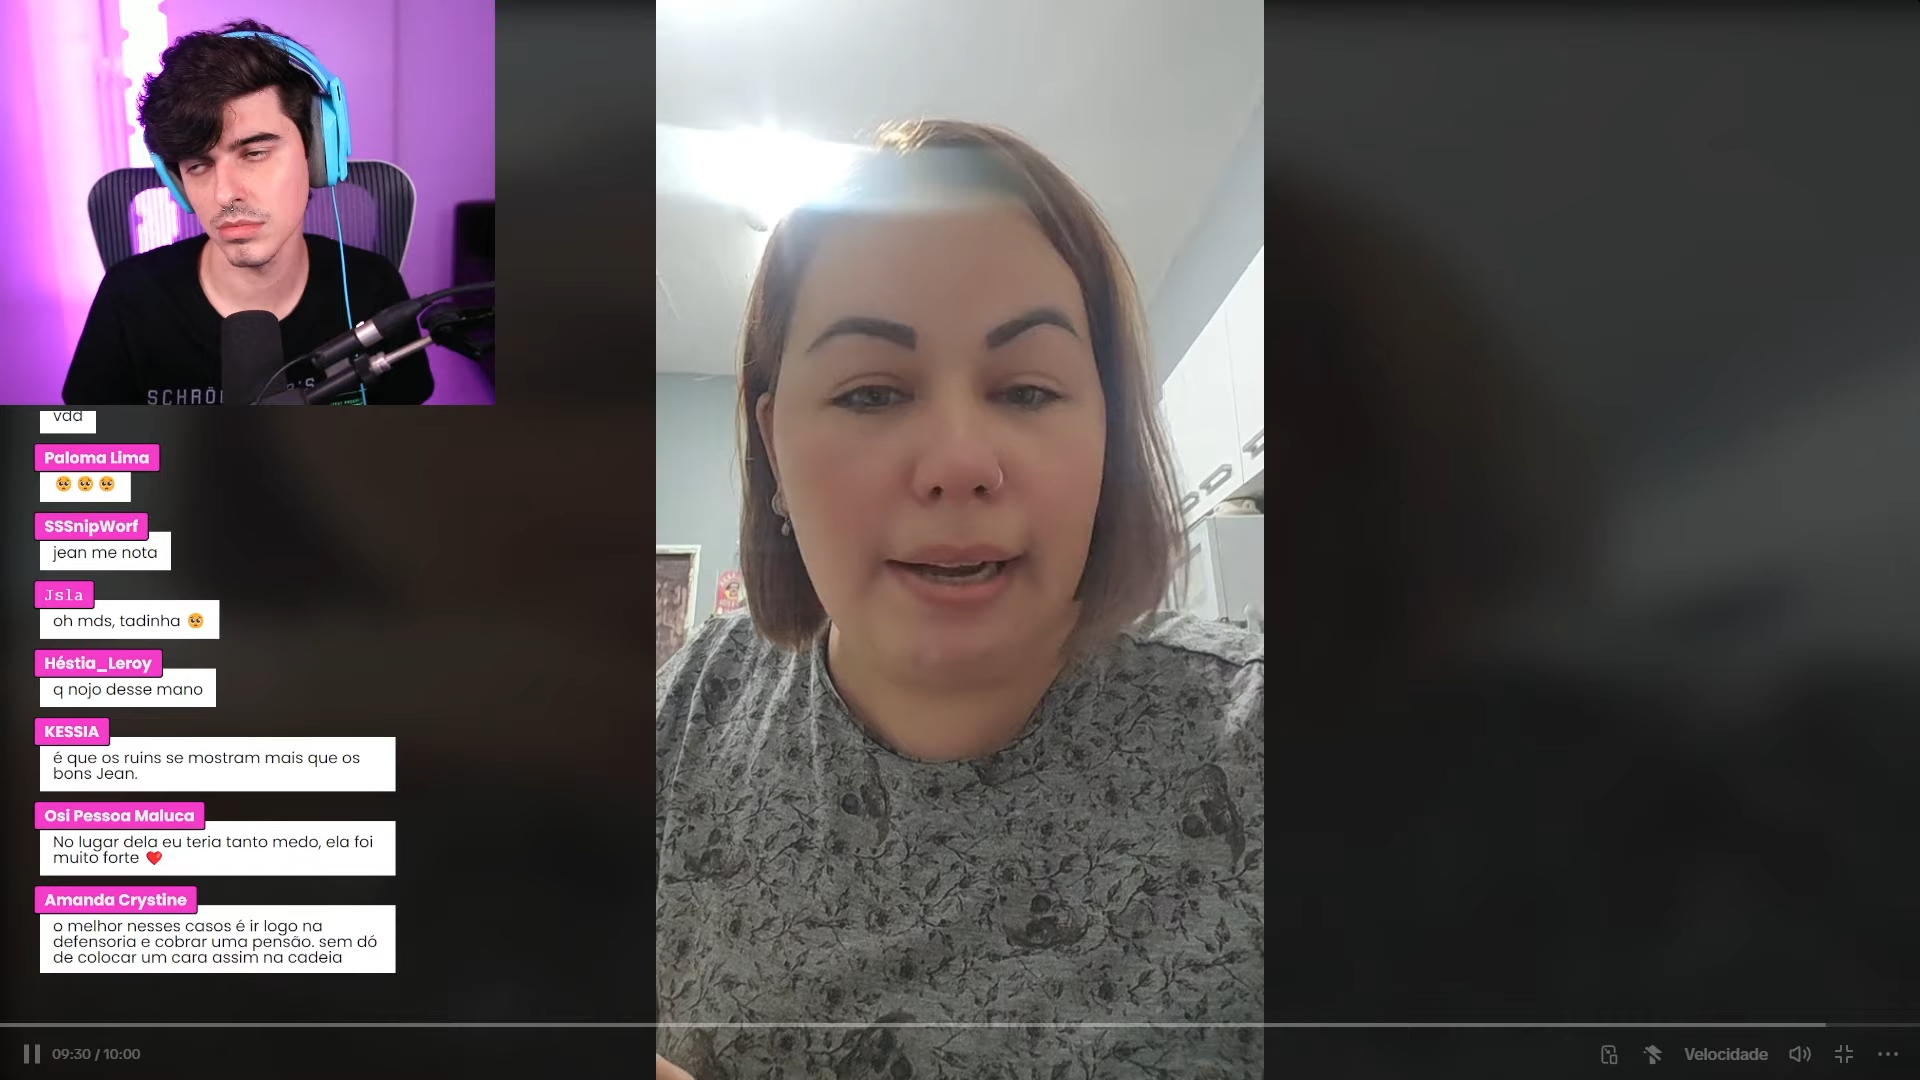 SCHRÖ
vdd
Paloma Lima
🥺 🥺 🥺
SSSnipWorf
jean me nota
Jsla
oh mds, tadinha 🥺
Héstia_Leroy
q nojo desse mano
KESSIA
é que os ruins se mostram mais que os
bons Jean.
Osi Pessoa Maluca
No lugar dela eu teria tanto medo, ela foi
muito forte ❤️
Amanda Crystine
o melhor nesses casos é ir logo na
defensoria e cobrar uma pensão. sem dó
de colocar um cara assim na cadeia
09:30 / 10:00
Velocidade